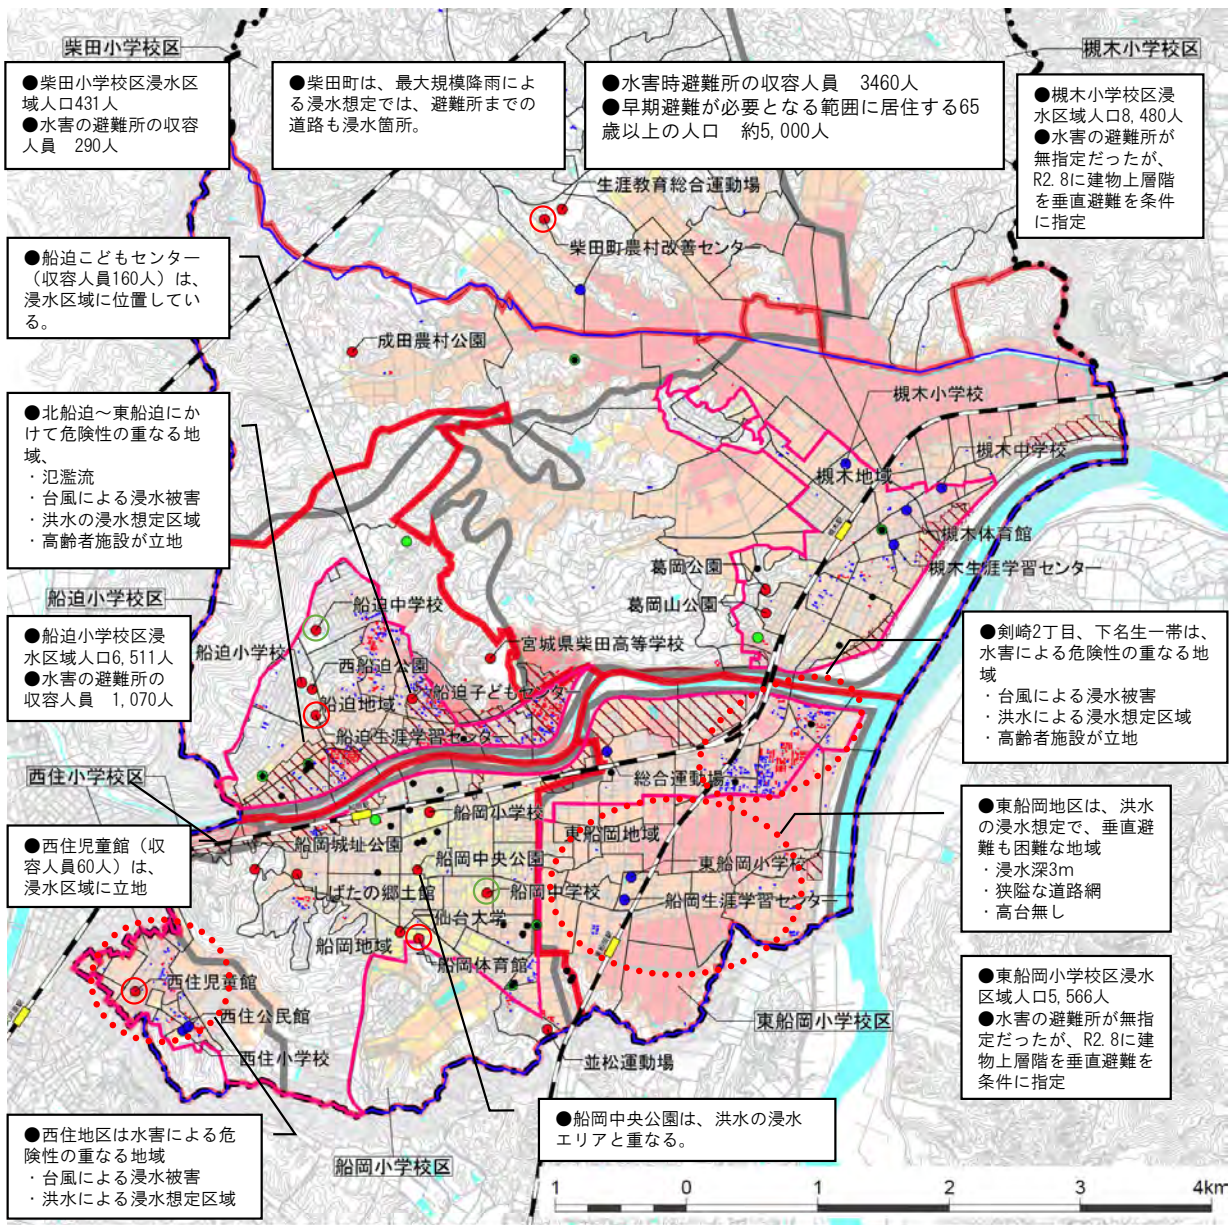 柴田小学校区
槻木小学校区
●柴田小学校区浸水区
域人口431人
●水害の避難所の収容
人員　290人
●柴田町は、最大規模降雨によ
る浸水想定では、避難所までの
道路も浸水箇所。
●水害時避難所の収容人員　3460人
●早期避難が必要となる範囲に居住する65
歳以上の人口　約5,000人
●槻木小学校区浸
水区域人口8,480人
●水害の避難所が
無指定だったが、
R2.8に建物上層階
を垂直避難を条件
に指定
生涯教育総合運動場
柴田町農村改善センター
●船迫こどもセンター
（収容人員160人）は、
浸水区域に位置してい
る。
成田農村公園
槻木小学校
●北船迫～東船迫にか
けて危険性の重なる地
域、
・氾濫流
・台風による浸水被害
・洪水の浸水想定区域
・高齢者施設が立地
槻木中学校
槻木地域
槻木体育館
槻木生涯学習センター
葛岡公園
葛岡山公園
船迫小学校区
船迫中学校
宮城県柴田高等学校
●船迫小学校区浸
水区域人口6,511人
●水害の避難所の
収容人員　1,070人
船迫小学校
西船迫公園
船迫子どもセンター
船迫地域
船迫生涯学習センター
●剣崎2丁目、下名生一帯は、
水害による危険性の重なる地
域
・台風による浸水被害
・洪水による浸水想定区域
・高齢者施設が立地
西住小学校区
総合運動場
船岡小学校
●西住児童館（収
容人員60人）は、
浸水区域に立地
船岡城址公園
東船岡地域
船岡中央公園
東船岡小学校
しばたの郷土館
船岡中学校
船岡生涯学習センター
●東船岡地区は、洪水
の浸水想定で、垂直避
難も困難な地域
・浸水深3m
・狭隘な道路網
・高台無し
仙台大学
船岡地域
船岡体育館
西住児童館
西住公民館
西住小学校
東船岡小学校区
並松運動場
●東船岡小学校区浸水
区域人口5,566人
●水害の避難所が無指
定だったが、R2.8に建
物上層階を垂直避難を
条件に指定
●西住地区は水害による危
険性の重なる地域
・台風による浸水被害
・洪水による浸水想定区域
●船岡中央公園は、洪水の浸水
エリアと重なる。
船岡小学校区
1 0 1 2 3 4km